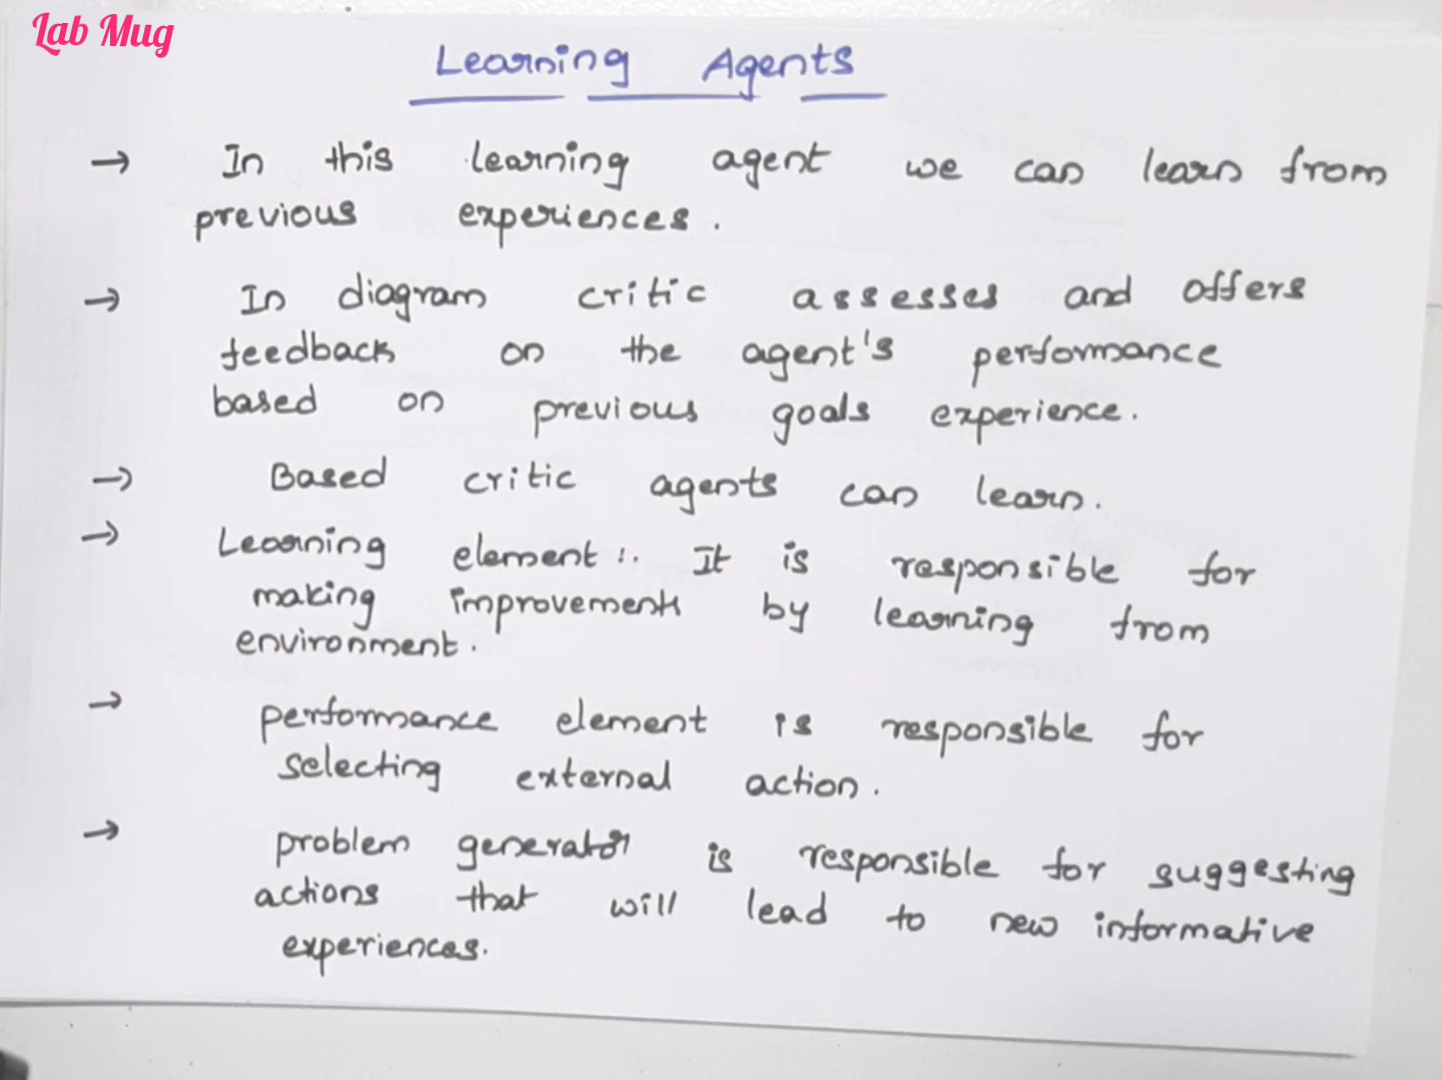 Lab Mug
Learning Agents
→ In this learning agent we can learn from
previous experiences.
→ In diagram critic assesses and offers
feedback on the agent's performance
based on previous goals experience.
→ Based critic agents can learn.
→ Learning element:. It is responsible for
making improvements by learning from
environment.
→ performance element is responsible for
selecting external action.
→ problem generator is responsible for suggesting
actions that will lead to new informative
experiences.